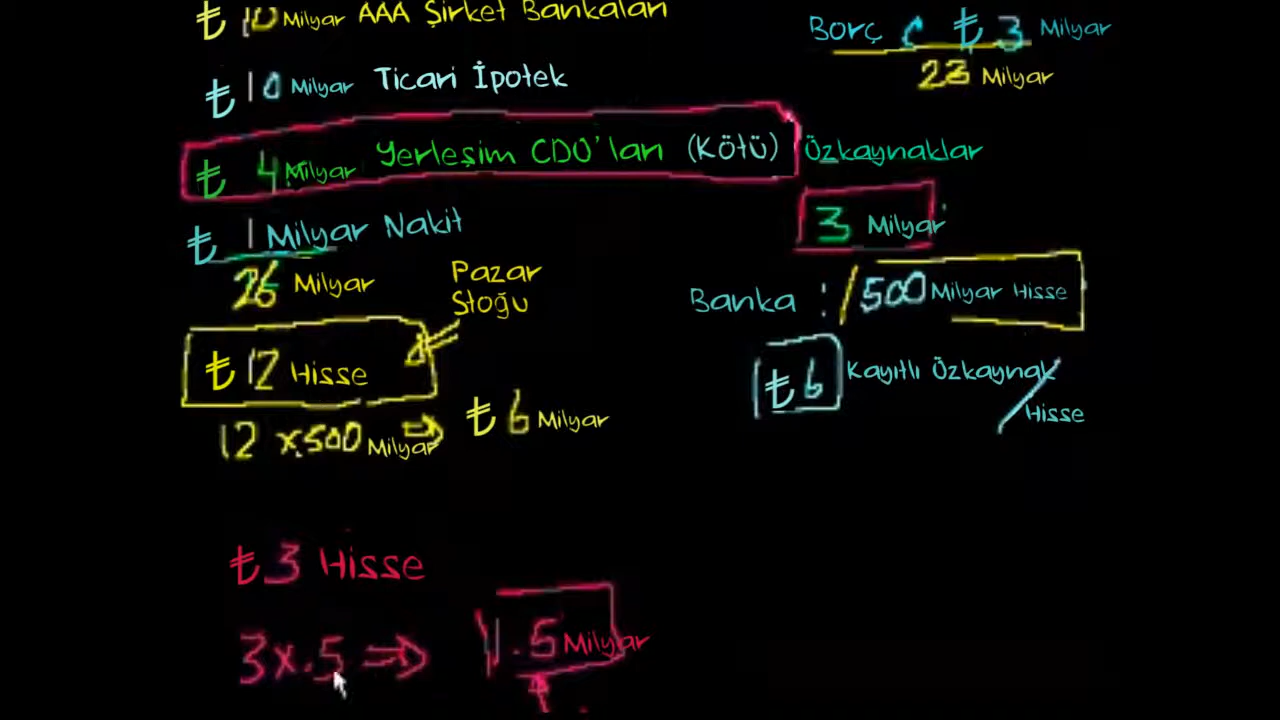 ₺ 10 Milyar AAA Şirket Bankaları
₺ 10 Milyar Ticari İpotek
₺ 4 Milyar Yerleşim CDO'ları (Kötü)
₺ 1 Milyar Nakit
26 Milyar
Pazar
Stoğu
₺ 12 Hisse
12 x 500 Milyar ⇒ ₺ 6 Milyar
₺ 3 Hisse
3 x .5 ⇒ 1.5 Milyar
Borç C ₺ 3 Milyar
23 Milyar
Özkaynaklar
3 Milyar
Banka : 500 Milyar Hisse
₺ 6 Kayıtlı Özkaynak
/ Hisse